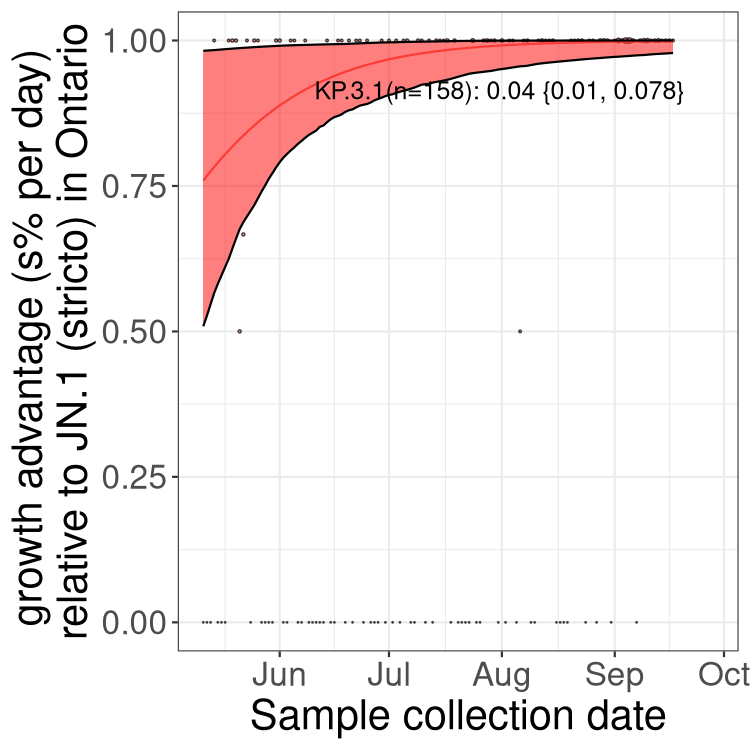 growth advantage (s% per day)
relative to JN.1 (stricto) in Ontario
1.00
0.75
0.50
0.25
0.00
KP.3.1(n=158): 0.04 {0.01, 0.078}
Jun Jul Aug Sep Oct
Sample collection date